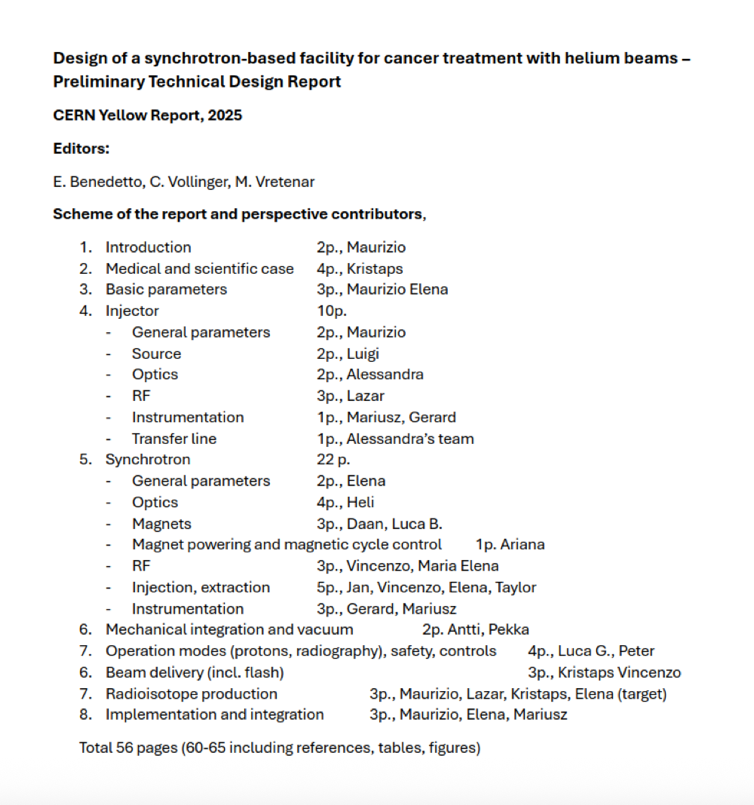 Design of a synchrotron-based facility for cancer treatment with helium beams –
Preliminary Technical Design Report
CERN Yellow Report, 2025
Editors:
E. Benedetto, C. Vollinger, M. Vretenar
Scheme of the report and perspective contributors,
1. Introduction 2p., Maurizio
2. Medical and scientific case 4p., Kristaps
3. Basic parameters 3p., Maurizio Elena
4. Injector 10p.
- General parameters 2p., Maurizio
- Source 2p., Luigi
- Optics 2p., Alessandra
- RF 3p., Lazar
- Instrumentation 1p., Mariusz, Gerard
- Transfer line 1p., Alessandra's team
5. Synchrotron 22 p.
- General parameters 2p., Elena
- Optics 4p., Heli
- Magnets 3p., Daan, Luca B.
- Magnet powering and magnetic cycle control 1p. Ariana
- RF 3p., Vincenzo, Maria Elena
- Injection, extraction 5p., Jan, Vincenzo, Elena, Taylor
- Instrumentation 3p., Gerard, Mariusz
6. Mechanical integration and vacuum 2p. Antti, Pekka
7. Operation modes (protons, radiography), safety, controls 4p., Luca G., Peter
6. Beam delivery (incl. flash) 3p., Kristaps Vincenzo
7. Radioisotope production 3p., Maurizio, Lazar, Kristaps, Elena (target)
8. Implementation and integration 3p., Maurizio, Elena, Mariusz
Total 56 pages (60-65 including references, tables, figures)